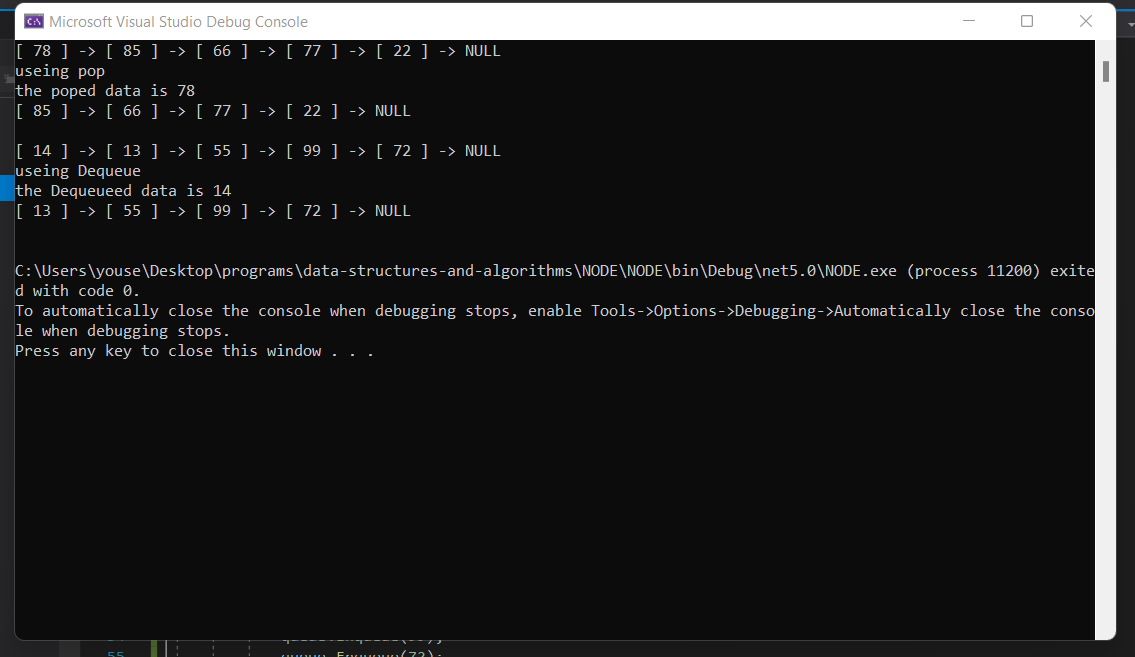 Microsoft Visual Studio Debug Console
[ 78 ] -> [ 85 ] -> [ 66 ] -> [ 77 ] -> [ 22 ] -> NULL
useing pop
the poped data is 78
[ 85 ] -> [ 66 ] -> [ 77 ] -> [ 22 ] -> NULL
[ 14 ] -> [ 13 ] -> [ 55 ] -> [ 99 ] -> [ 72 ] -> NULL
useing Dequeue
the Dequeueed data is 14
[ 13 ] -> [ 55 ] -> [ 99 ] -> [ 72 ] -> NULL
C:\Users\youse\Desktop\programs\data-structures-and-algorithms\NODE\NODE\bin\Debug\net5.0\NODE.exe (process 11200) exite
d with code 0.
To automatically close the console when debugging stops, enable Tools->Options->Debugging->Automatically close the conso
le when debugging stops.
Press any key to close this window . . .
55